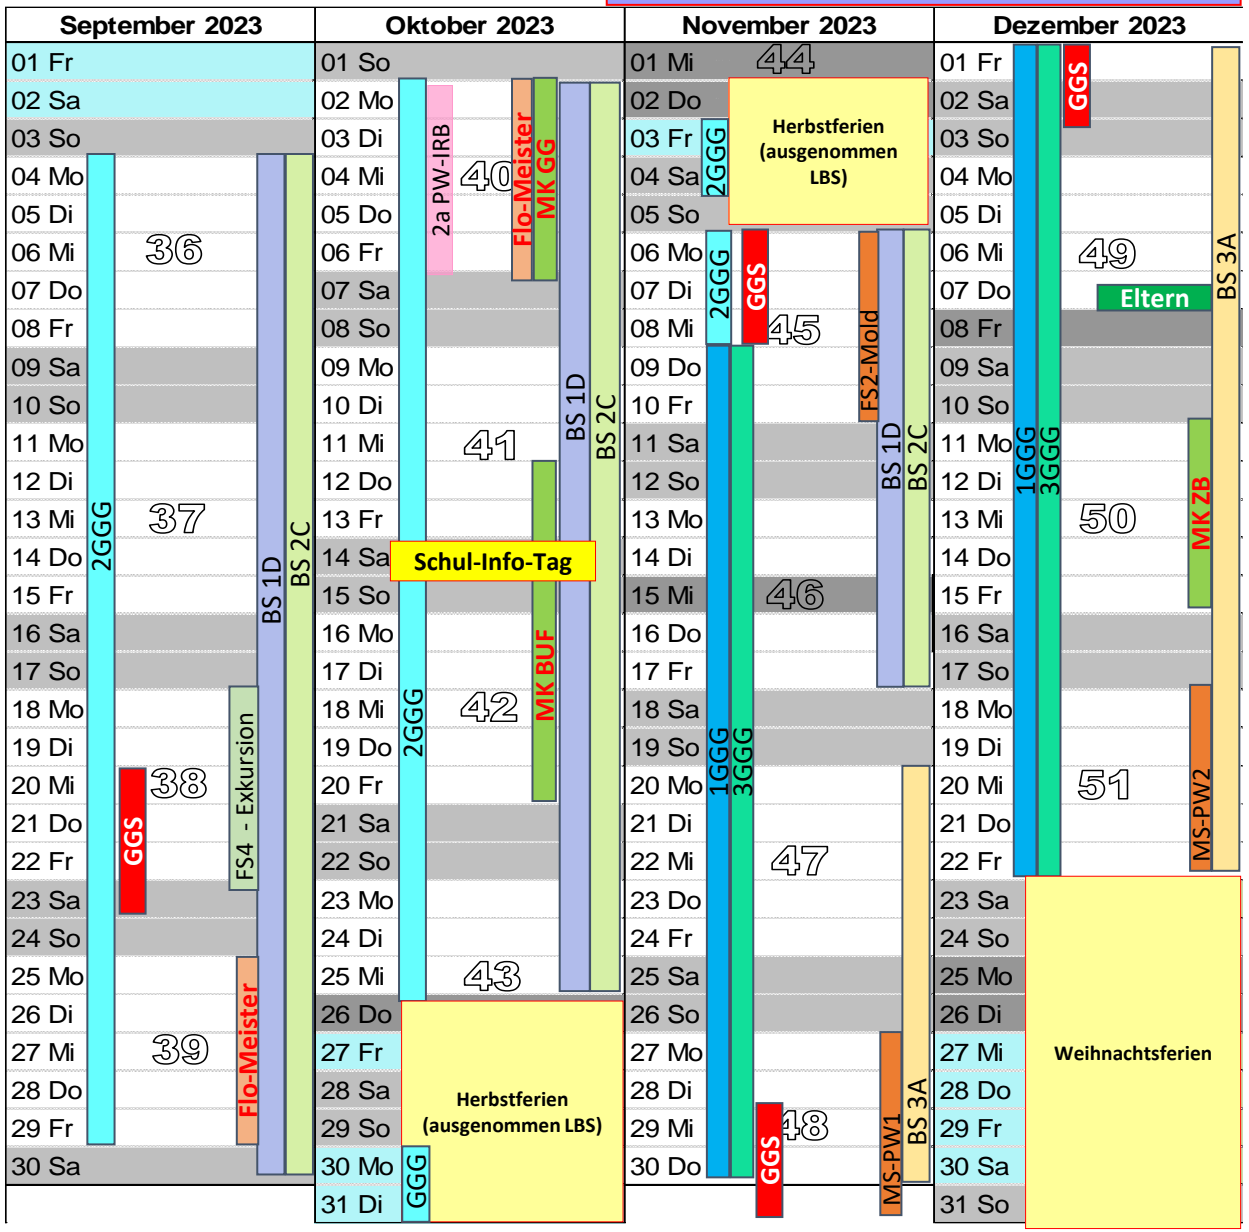 September 2023
01 Fr
02 Sa
03 So
04 Mo
05 Di
06 Mi
07 Do
08 Fr
09 Sa
10 So
11 Mo
12 Di
13 Mi
14 Do
15 Fr
16 Sa
17 So
18 Mo
19 Di
20 Mi
21 Do
22 Fr
23 Sa
24 So
25 Mo
26 Di
27 Mi
28 Do
29 Fr
30 Sa
36
37
38
39
2GGG
GGS
FS4 - Exkursion
Flo-Meister
BS 1D
BS 2C
Oktober 2023
01 So
02 Mo
03 Di
04 Mi
05 Do
06 Fr
07 Sa
08 So
09 Mo
10 Di
11 Mi
12 Do
13 Fr
14 Sa
15 So
16 Mo
17 Di
18 Mi
19 Do
20 Fr
21 Sa
22 So
23 Mo
24 Di
25 Mi
26 Do
27 Fr
28 Sa
29 So
30 Mo
31 Di
40
41
42
43
2GGG
2a PW-IRB
Flo-Meister
MK GG
BS 1D
BS 2C
Schul-Info-Tag
MK BUF
Herbstferien
(ausgenommen LBS)
GGG
November 2023
01 Mi
02 Do
03 Fr
04 Sa
05 So
06 Mo
07 Di
08 Mi
09 Do
10 Fr
11 Sa
12 So
13 Mo
14 Di
15 Mi
16 Do
17 Fr
18 Sa
19 So
20 Mo
21 Di
22 Mi
23 Do
24 Fr
25 Sa
26 So
27 Mo
28 Di
29 Mi
30 Do
44
45
46
47
48
Herbstferien
(ausgenommen
LBS)
2GGG
2GGG
GGS
FS2-Mold
BS 1D
BS 2C
1GGG
3GGG
GGS
MS-PW1
BS 3A
Dezember 2023
01 Fr
02 Sa
03 So
04 Mo
05 Di
06 Mi
07 Do
08 Fr
09 Sa
10 So
11 Mo
12 Di
13 Mi
14 Do
15 Fr
16 Sa
17 So
18 Mo
19 Di
20 Mi
21 Do
22 Fr
23 Sa
24 So
25 Mo
26 Di
27 Mi
28 Do
29 Fr
30 Sa
31 So
49
50
51
1GGG
3GGG
GGS
BS 3A
Eltern
MK ZB
MS-PW2
Weihnachtsferien